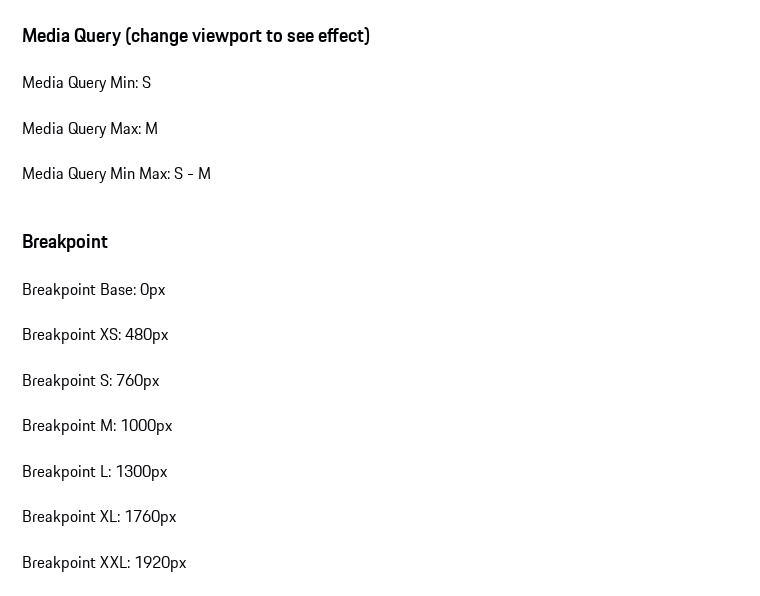 Media Query (change viewport to see effect)
Media Query Min: S
Media Query Max: M
Media Query Min Max: S - M
Breakpoint
Breakpoint Base: 0px
Breakpoint XS: 480px
Breakpoint S: 760px
Breakpoint M: 1000px
Breakpoint L: 1300px
Breakpoint XL: 1760px
Breakpoint XXL: 1920px